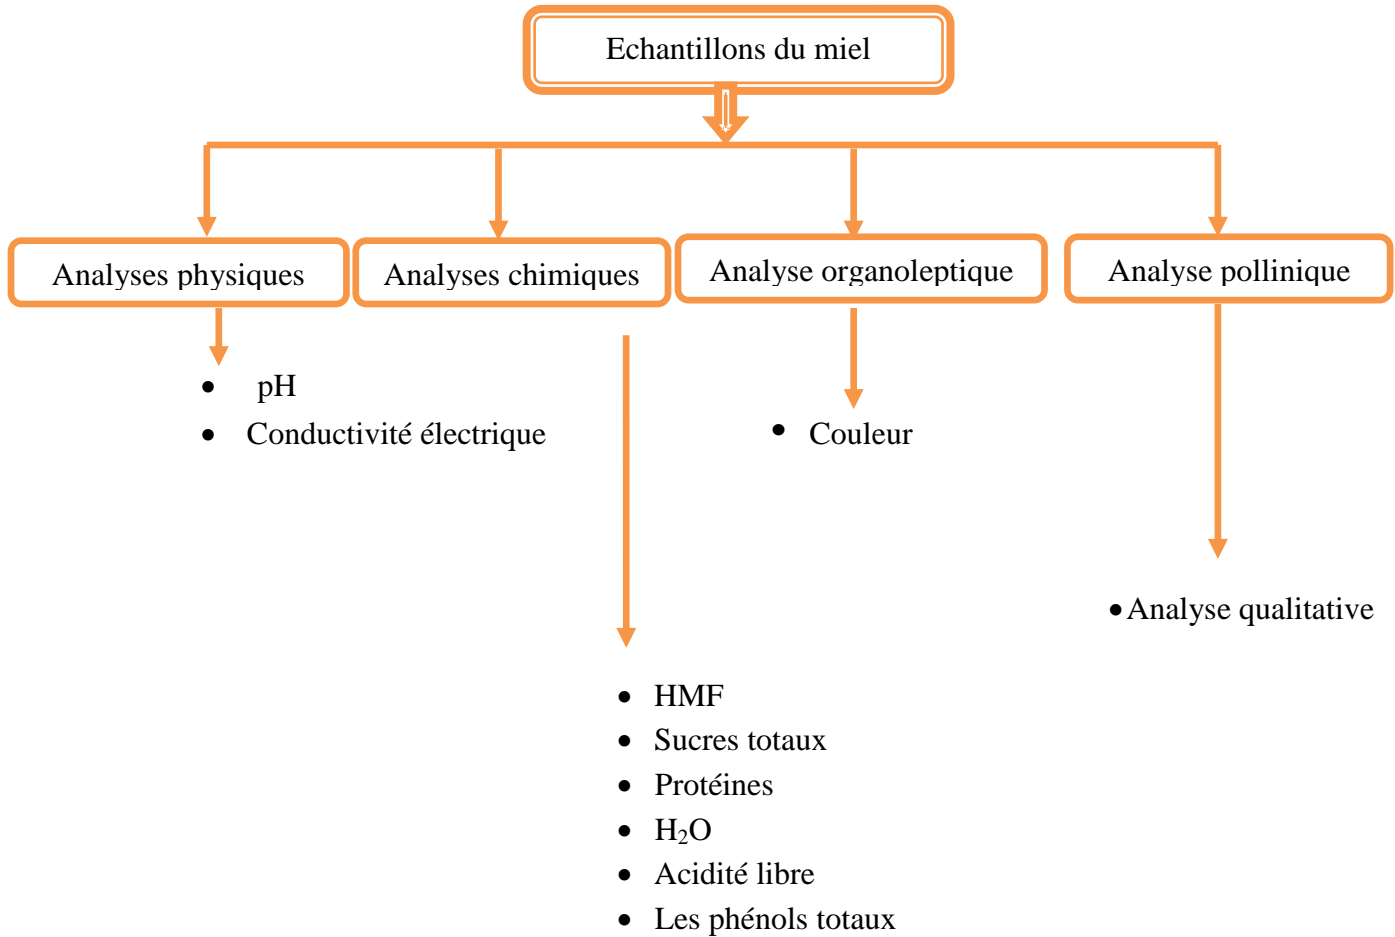 Echantillons du miel
Analyses physiques
Analyses chimiques
Analyse organoleptique
Analyse pollinique
• pH
• Conductivité électrique
• Couleur
• Analyse qualitative
• HMF
• Sucres totaux
• Protéines
• H₂O
• Acidité libre
• Les phénols totaux